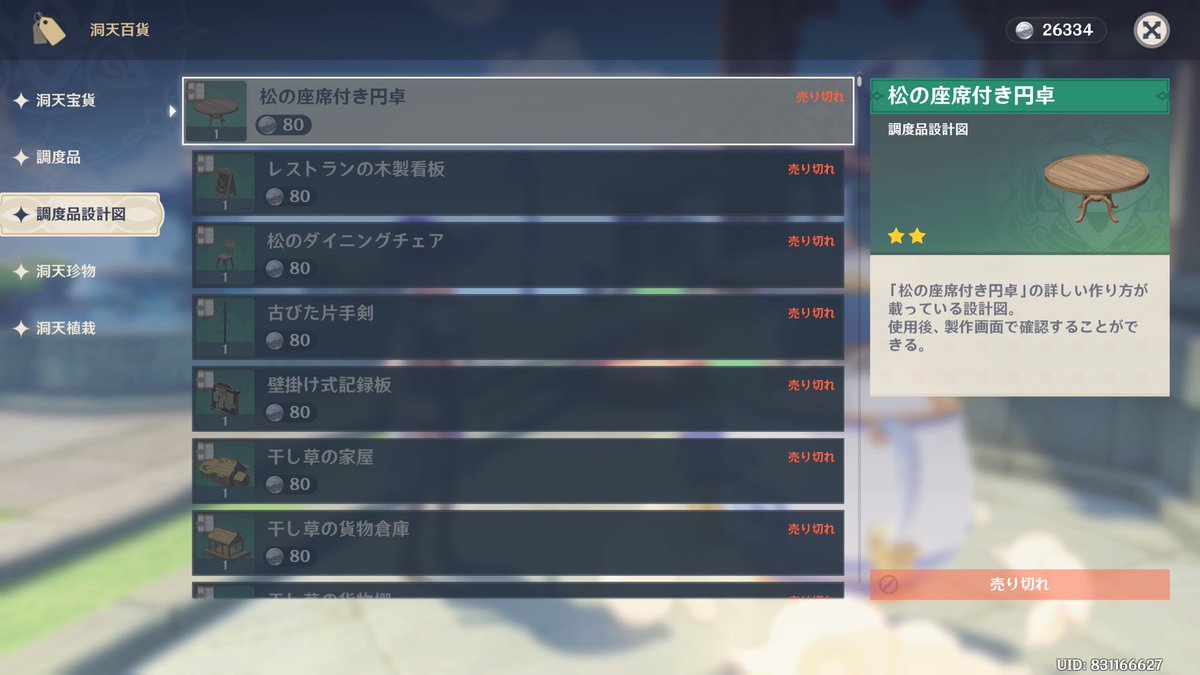 洞天百貨
26334
洞天宝貨
調度品
調度品設計図
洞天珍物
洞天植栽
松の座席付き円卓
売り切れ
1
80
レストランの木製看板
売り切れ
1
80
松のダイニングチェア
売り切れ
1
80
古びた片手剣
売り切れ
1
80
壁掛け式記録板
売り切れ
1
80
干し草の家屋
売り切れ
1
80
干し草の貨物倉庫
売り切れ
1
80
松の座席付き円卓
調度品設計図
「松の座席付き円卓」の詳しい作り方が
載っている設計図。
使用後、製作画面で確認することがで
きる。
売り切れ
UID: 831166627